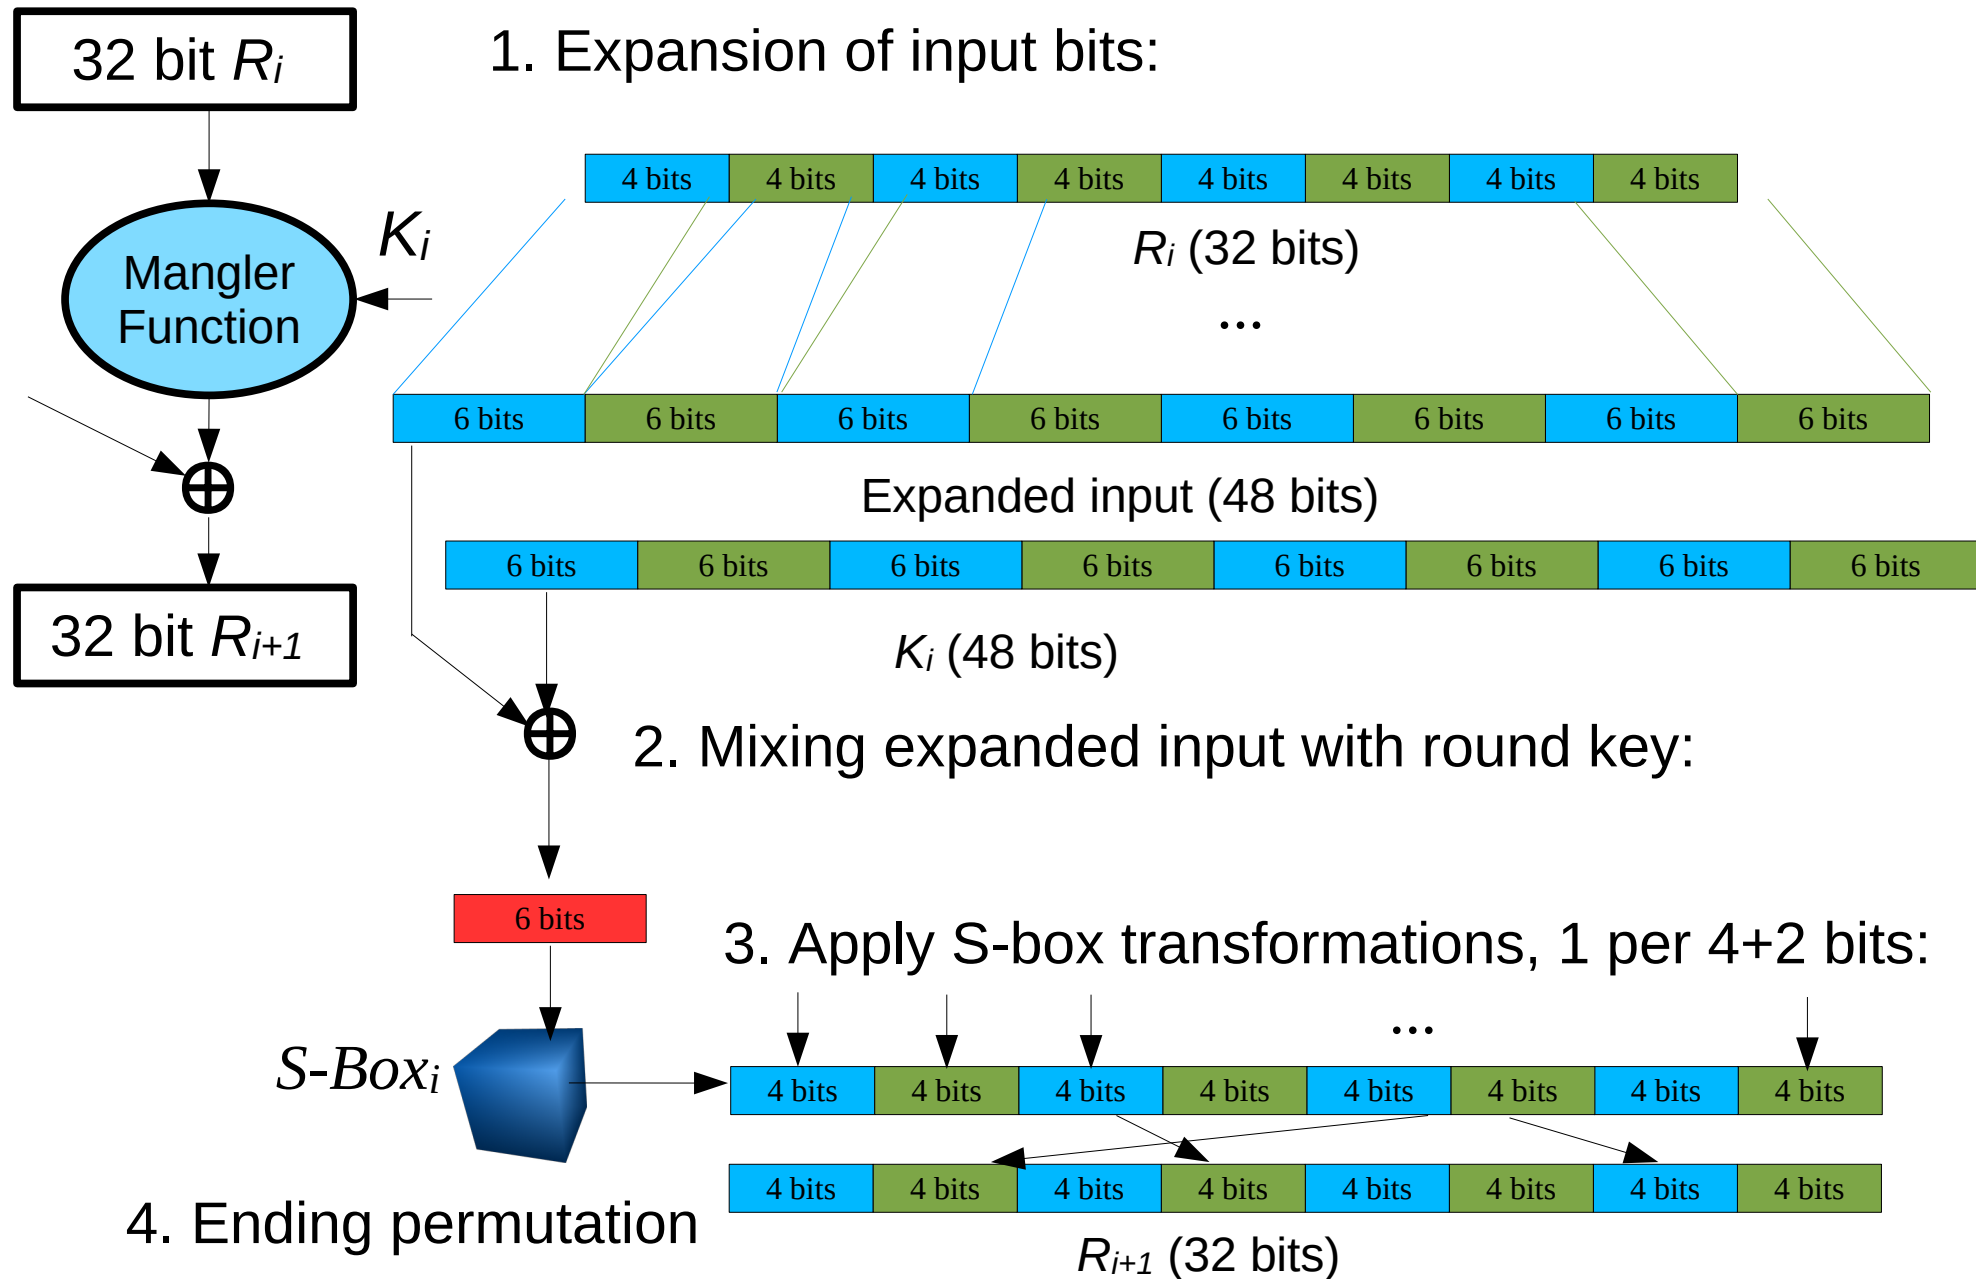 32 bit Ri
1. Expansion of input bits:
4 bits 4 bits 4 bits 4 bits 4 bits 4 bits 4 bits 4 bits
Ri (32 bits)
Ki
Mangler
Function
...
6 bits 6 bits 6 bits 6 bits 6 bits 6 bits 6 bits 6 bits
Expanded input (48 bits)
6 bits 6 bits 6 bits 6 bits 6 bits 6 bits 6 bits 6 bits
32 bit Ri+1
Ki (48 bits)
2. Mixing expanded input with round key:
6 bits
3. Apply S-box transformations, 1 per 4+2 bits:
...
S-Boxi
4 bits 4 bits 4 bits 4 bits 4 bits 4 bits 4 bits 4 bits
4 bits 4 bits 4 bits 4 bits 4 bits 4 bits 4 bits 4 bits
4. Ending permutation
Ri+1 (32 bits)